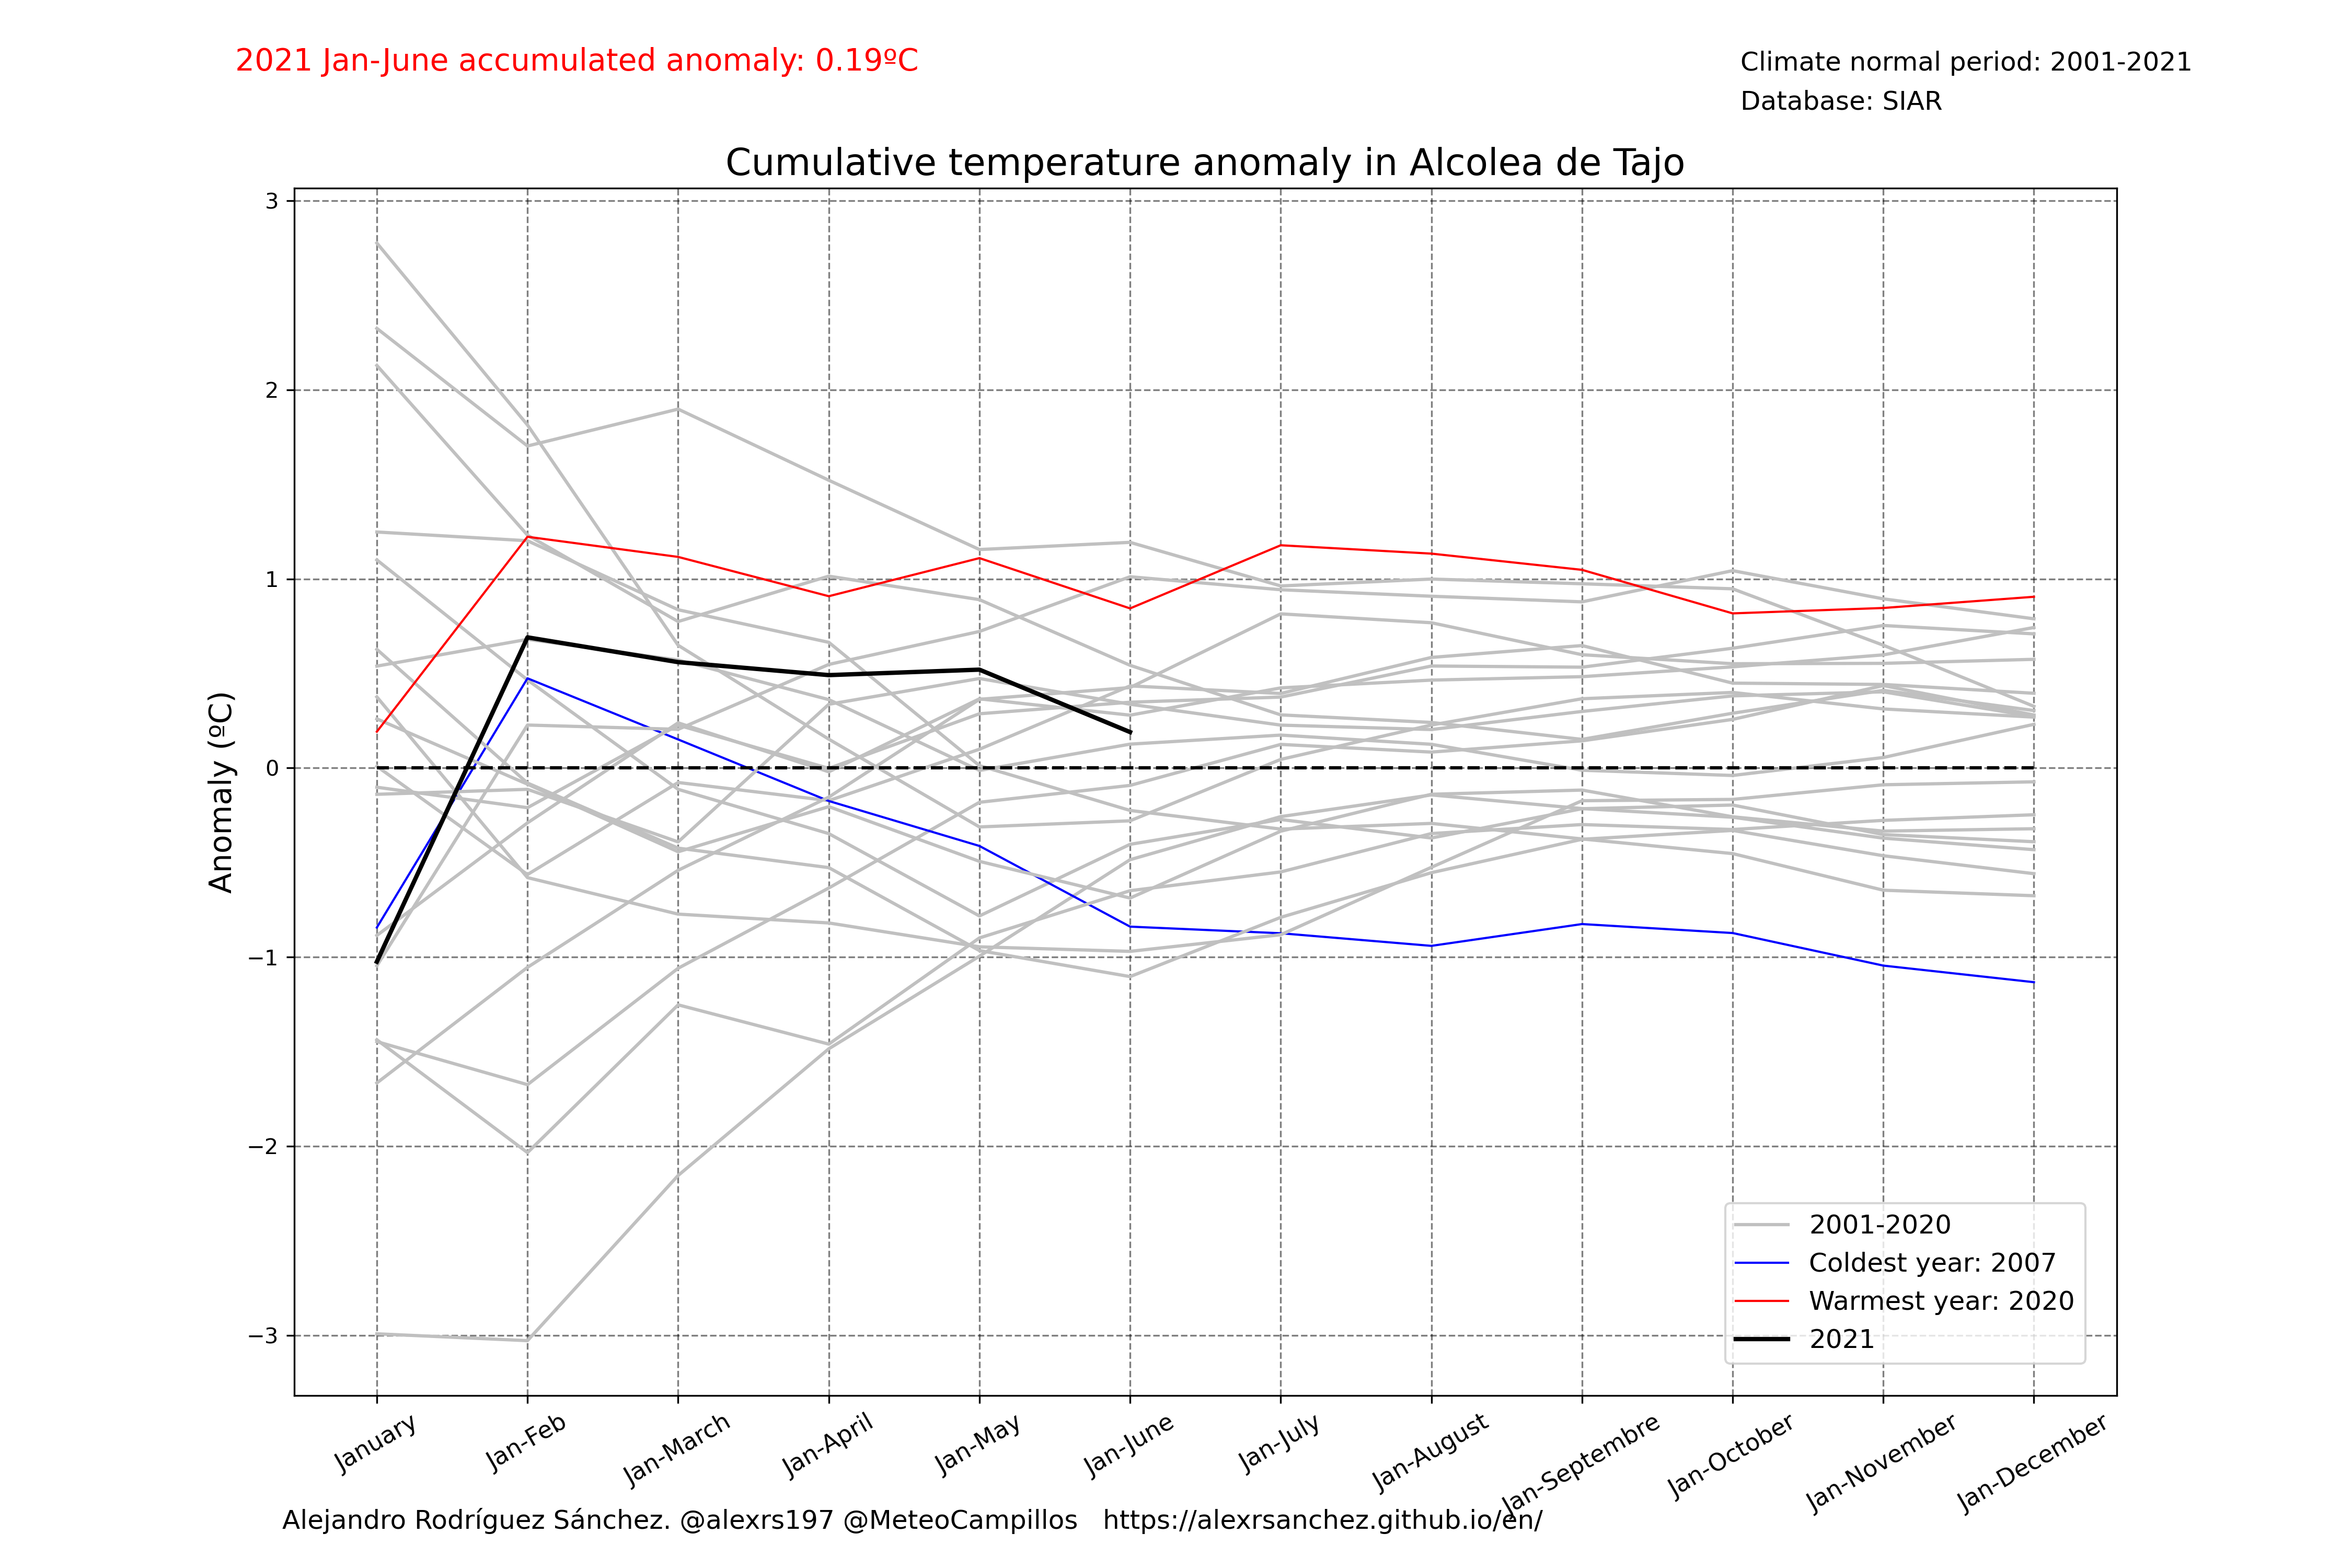 2021 Jan-June accumulated anomaly: 0.19ºC
Climate normal period: 2001-2021
Database: SIAR
Cumulative temperature anomaly in Alcolea de Tajo
Anomaly (ºC)
3
2
1
0
−1
−2
−3
2001-2020
Coldest year: 2007
Warmest year: 2020
2021
January
Jan-Feb
Jan-March
Jan-April
Jan-May
Jan-June
Jan-July
Jan-August
Jan-Septembre
Jan-October
Jan-November
Jan-December
Alejandro Rodríguez Sánchez. @alexrs197 @MeteoCampillos   https://alexrsanchez.github.io/en/